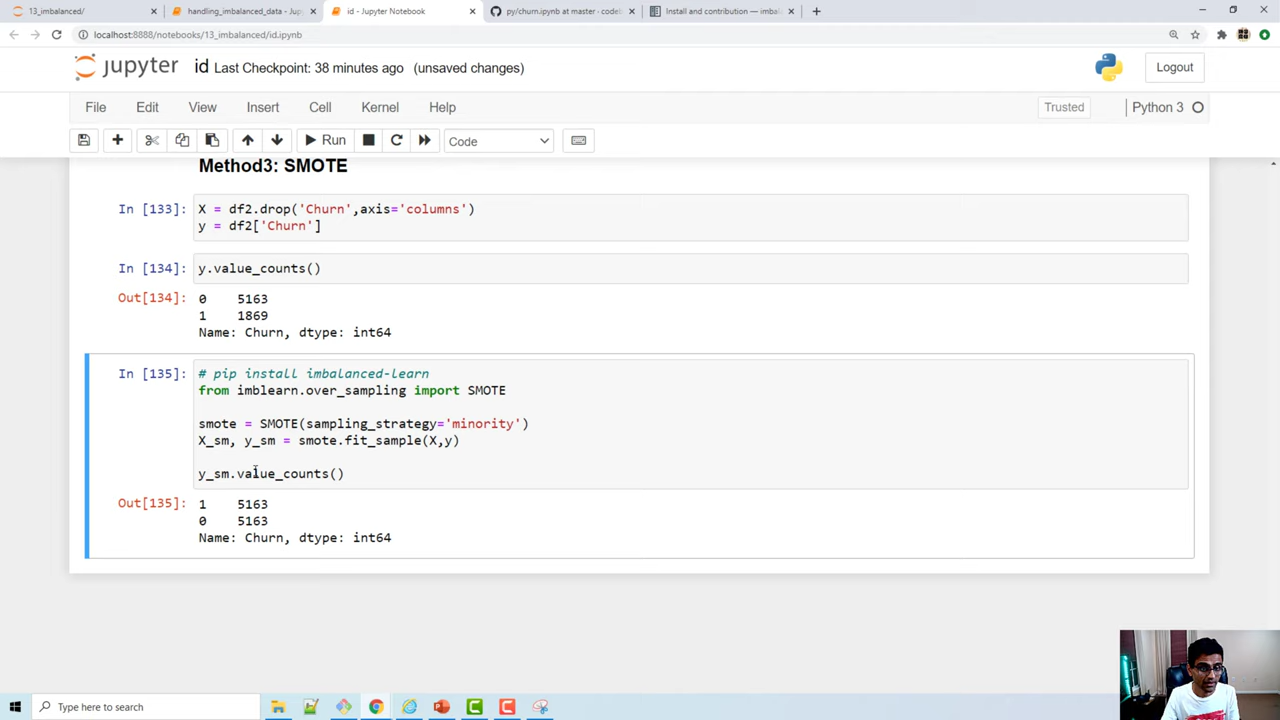 13_imbalanced/
handling_imbalanced_data - Jup
id - Jupyter Notebook
py/churn.ipynb at master · codeb
Install and contribution — imbal
localhost:8888/notebooks/13_imbalanced/id.ipynb
jupyter id Last Checkpoint: 38 minutes ago (unsaved changes)
Logout
File Edit View Insert Cell Kernel Help
Trusted
Python 3
Run
Code
Method3: SMOTE
In [133]: X = df2.drop('Churn',axis='columns')
y = df2['Churn']
In [134]: y.value_counts()
Out[134]: 0 5163
1 1869
Name: Churn, dtype: int64
In [135]: # pip install imbalanced-learn
from imblearn.over_sampling import SMOTE
smote = SMOTE(sampling_strategy='minority')
X_sm, y_sm = smote.fit_sample(X,y)
y_sm.value_counts()
Out[135]: 1 5163
0 5163
Name: Churn, dtype: int64
Type here to search